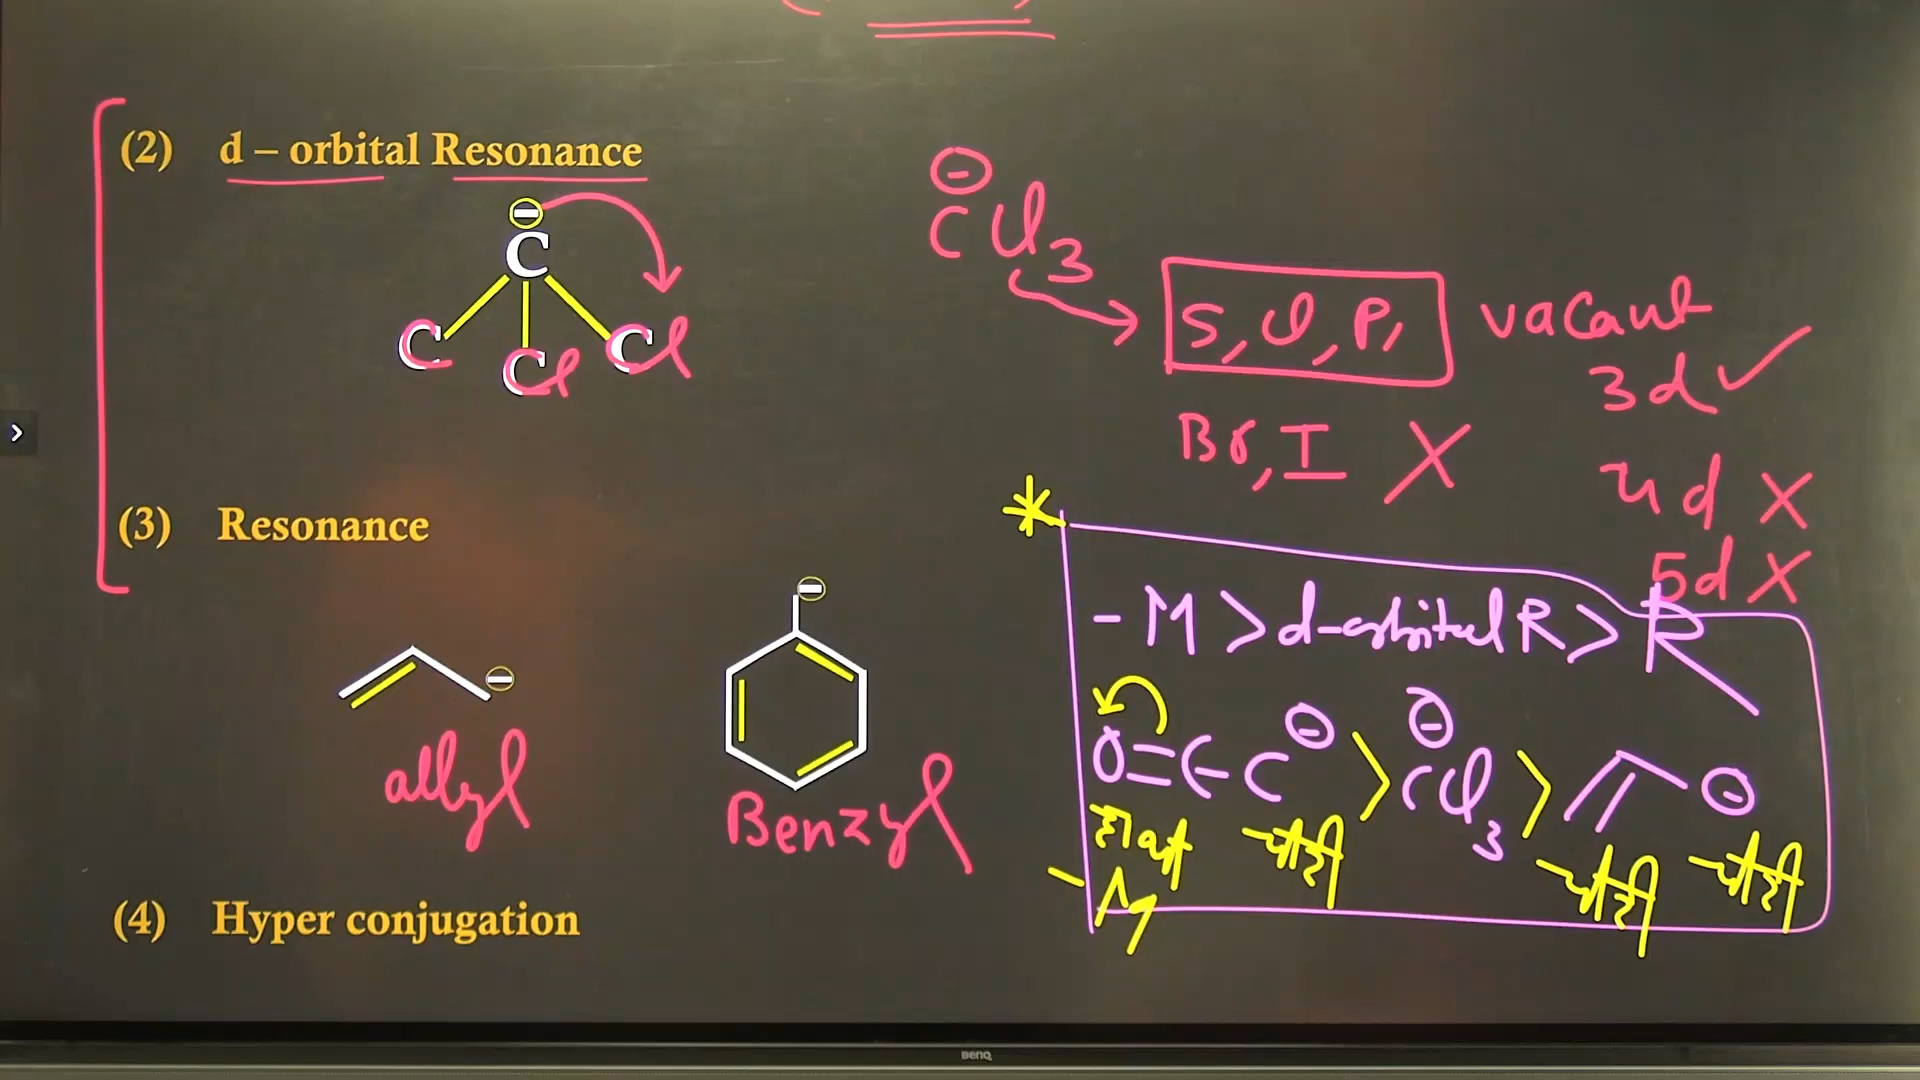 (2) d – orbital Resonance
⊖
C
C Cl Cl
⊖
CCl3
S, Cl, P, vacant
3d ✓
Br, I X
4d X
5d X
(3) Resonance
⊖
⊖
allyl
Benzyl
* - M > d-orbital R > R
O=C-C⊖ > ⊖CCl3 > ⊖
- M
(4) Hyper conjugation
BenQ